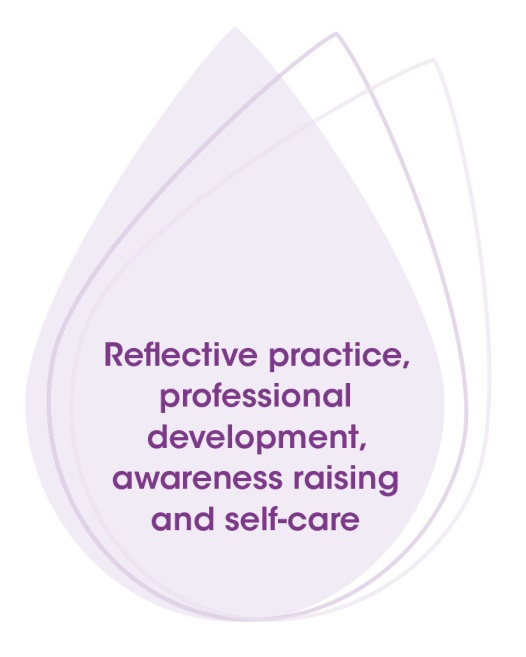 Reflective practice,
professional
development,
awareness raising
and self-care